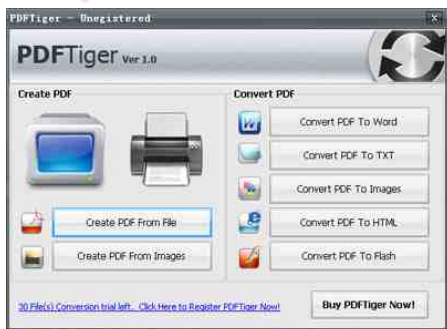 PDFTiger - Unegistered
PDFTiger Ver 1.0
Create PDF
Convert PDF
Convert PDF To Word
Convert PDF To TXT
Convert PDF To Images
Create PDF From File
Convert PDF To HTML
Create PDF From Images
Convert PDF To Flash
30 File(s) Conversion trial left. Click Here to Register PDFTiger Now!
Buy PDFTiger Now!